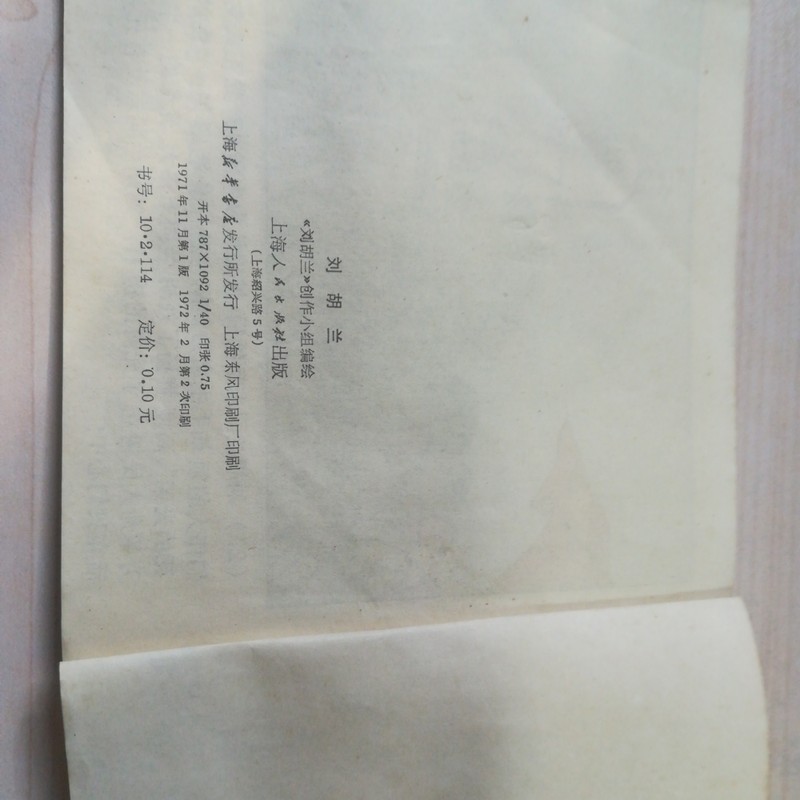 刘胡兰
《刘胡兰》创作小组编绘
上海人民出版社出版
(上海绍兴路5号)
上海新华书店发行所发行 上海东风印刷厂印刷
开本 787×1092 1/40 印张 0.75
1971年11月第1版 1972年2月第2次印刷
书号：10·2·114 定价：0.10元